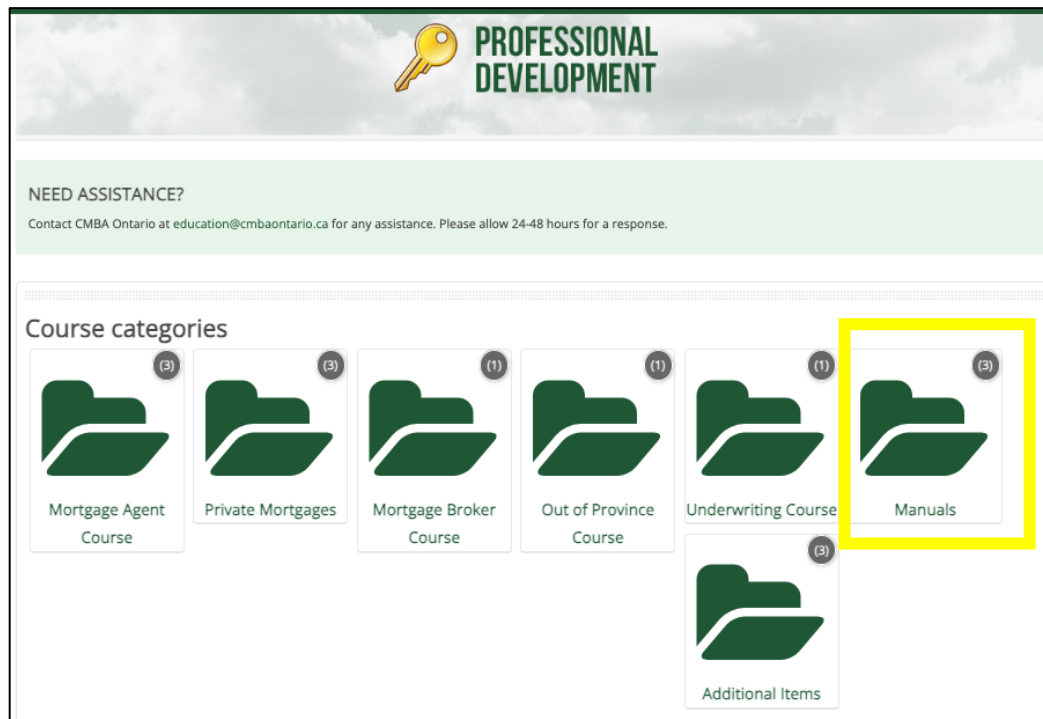 PROFESSIONAL
DEVELOPMENT
NEED ASSISTANCE?
Contact CMBA Ontario at education@cmbaontario.ca for any assistance. Please allow 24-48 hours for a response.
Course categories
(3)
Mortgage Agent
Course
(3)
Private Mortgages
(1)
Mortgage Broker
Course
(1)
Out of Province
Course
(1)
Underwriting Course
(3)
Manuals
(3)
Additional Items